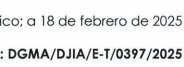 ico; a 18 de febrero de 2025
: DGMA/DJIA/E-T/0397/2025